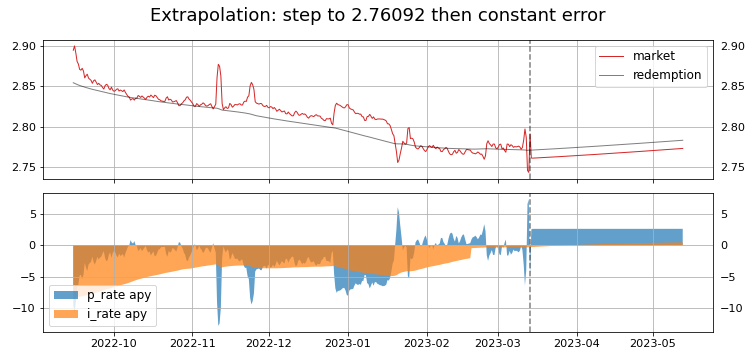 Extrapolation: step to 2.76092 then constant error
2.90
2.85
2.80
2.75
market
redemption
2.90
2.85
2.80
2.75
5
0
−5
−10
p_rate apy
i_rate apy
5
0
−5
−10
2022-10 2022-11 2022-12 2023-01 2023-02 2023-03 2023-04 2023-05